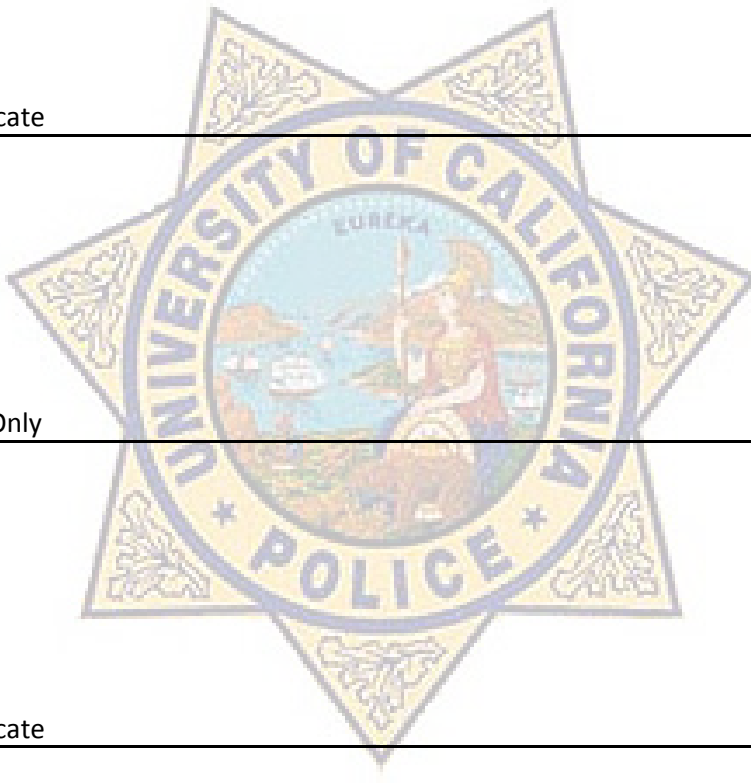 cate
UNIVERSITY OF CALIFORNIA
EUREKA
Only
* POLICE *
cate